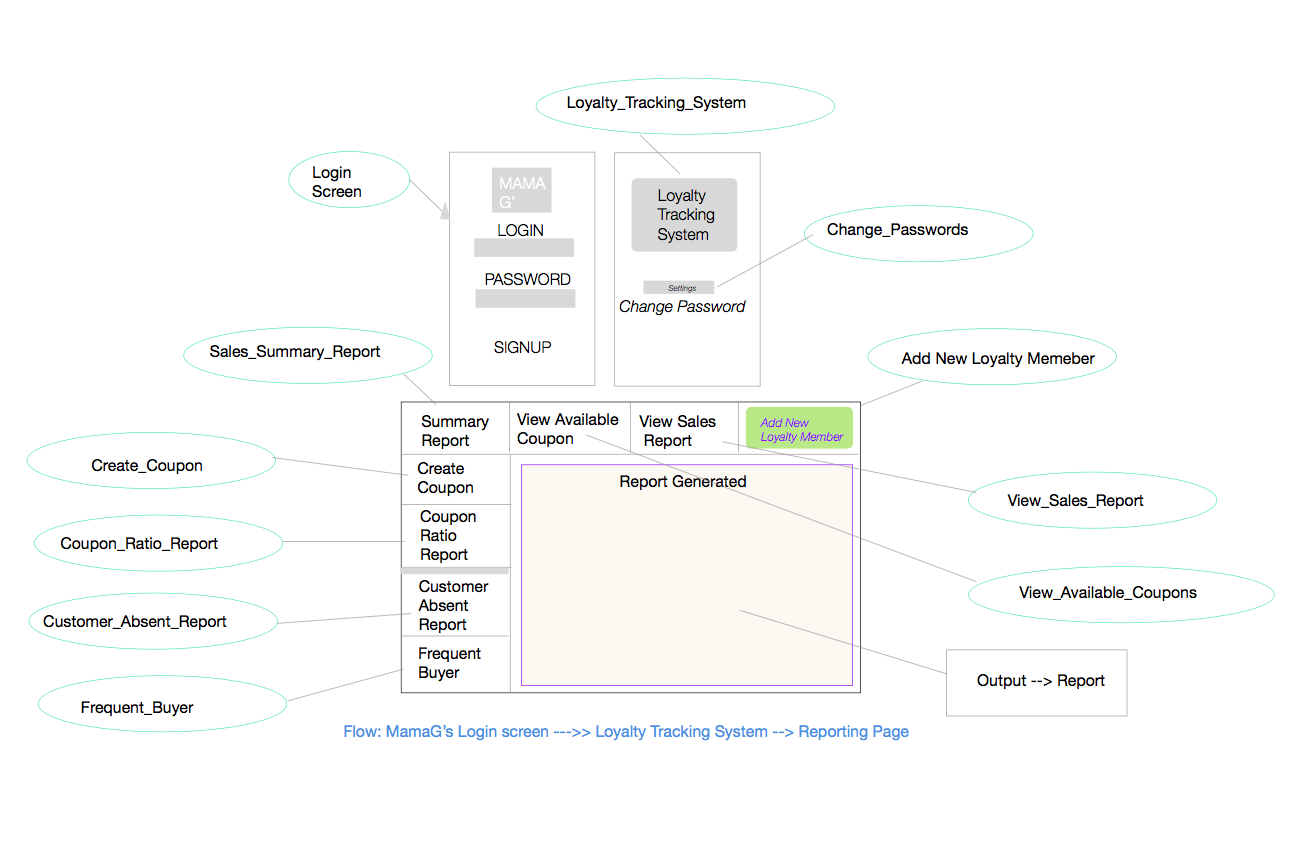 Loyalty_Tracking_System
Login
Screen
MAMA
G'
LOGIN
PASSWORD
SIGNUP
Loyalty
Tracking
System
Settings
Change Password
Change_Passwords
Sales_Summary_Report
Add New Loyalty Memeber
Summary
Report
View Available
Coupon
View Sales
Report
Add New
Loyalty Member
Create_Coupon
Create
Coupon
Report Generated
View_Sales_Report
Coupon_Ratio_Report
Coupon
Ratio
Report
View_Available_Coupons
Customer_Absent_Report
Customer
Absent
Report
Frequent_Buyer
Frequent
Buyer
Output --> Report
Flow: MamaG's Login screen --->> Loyalty Tracking System --> Reporting Page